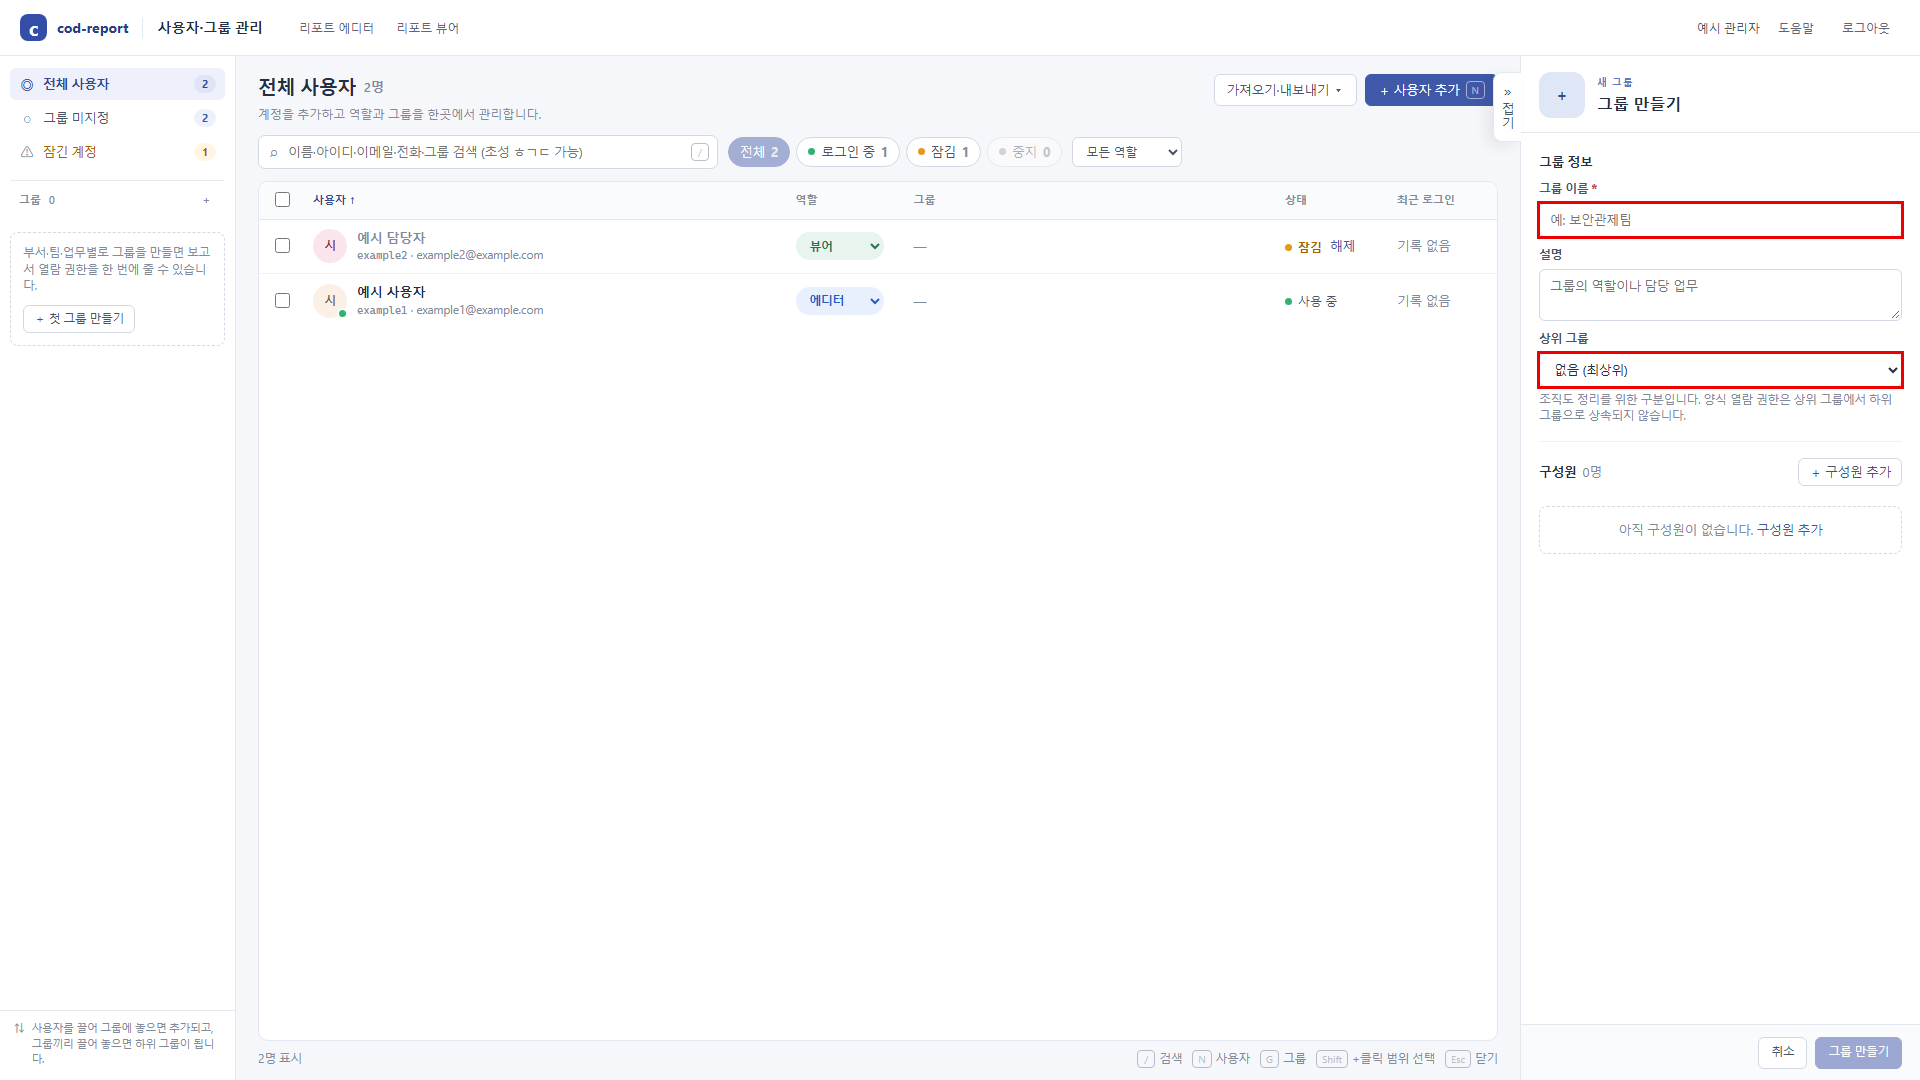 c cod-report 사용자·그룹 관리 리포트 에디터 리포트 뷰어 예시 관리자 도움말 로그아웃
전체 사용자 2
그룹 미지정 2
잠긴 계정 1
그룹 0 +
부서·팀·업무별로 그룹을 만들면 보고
서 열람 권한을 한 번에 줄 수 있습니
다.
+ 첫 그룹 만들기
사용자를 끌어 그룹에 놓으면 추가되고,
그룹끼리 끌어 놓으면 하위 그룹이 됩니
다.
전체 사용자 2명
계정을 추가하고 역할과 그룹을 한곳에서 관리합니다.
가져오기·내보내기 + 사용자 추가 N
이름·아이디·이메일·전화·그룹 검색 (초성 ㅎㄱㄷ 가능) / 전체 2 로그인 중 1 잠김 1 중지 0 모든 역할
사용자 ↑ 역할 그룹 상태 최근 로그인
시 예시 담당자 뷰어 — 잠김 해제 기록 없음
example2 · example2@example.com
시 예시 사용자 에디터 — 사용 중 기록 없음
example1 · example1@example.com
2명 표시 / 검색 N 사용자 G 그룹 Shift +클릭 범위 선택 Esc 닫기
»
접
기
+ 새 그룹
그룹 만들기
그룹 정보
그룹 이름 *
예: 보안관제팀
설명
그룹의 역할이나 담당 업무
상위 그룹
없음 (최상위)
조직도 정리를 위한 구분입니다. 양식 열람 권한은 상위 그룹에서 하위
그룹으로 상속되지 않습니다.
구성원 0명 + 구성원 추가
아직 구성원이 없습니다. 구성원 추가
취소 그룹 만들기